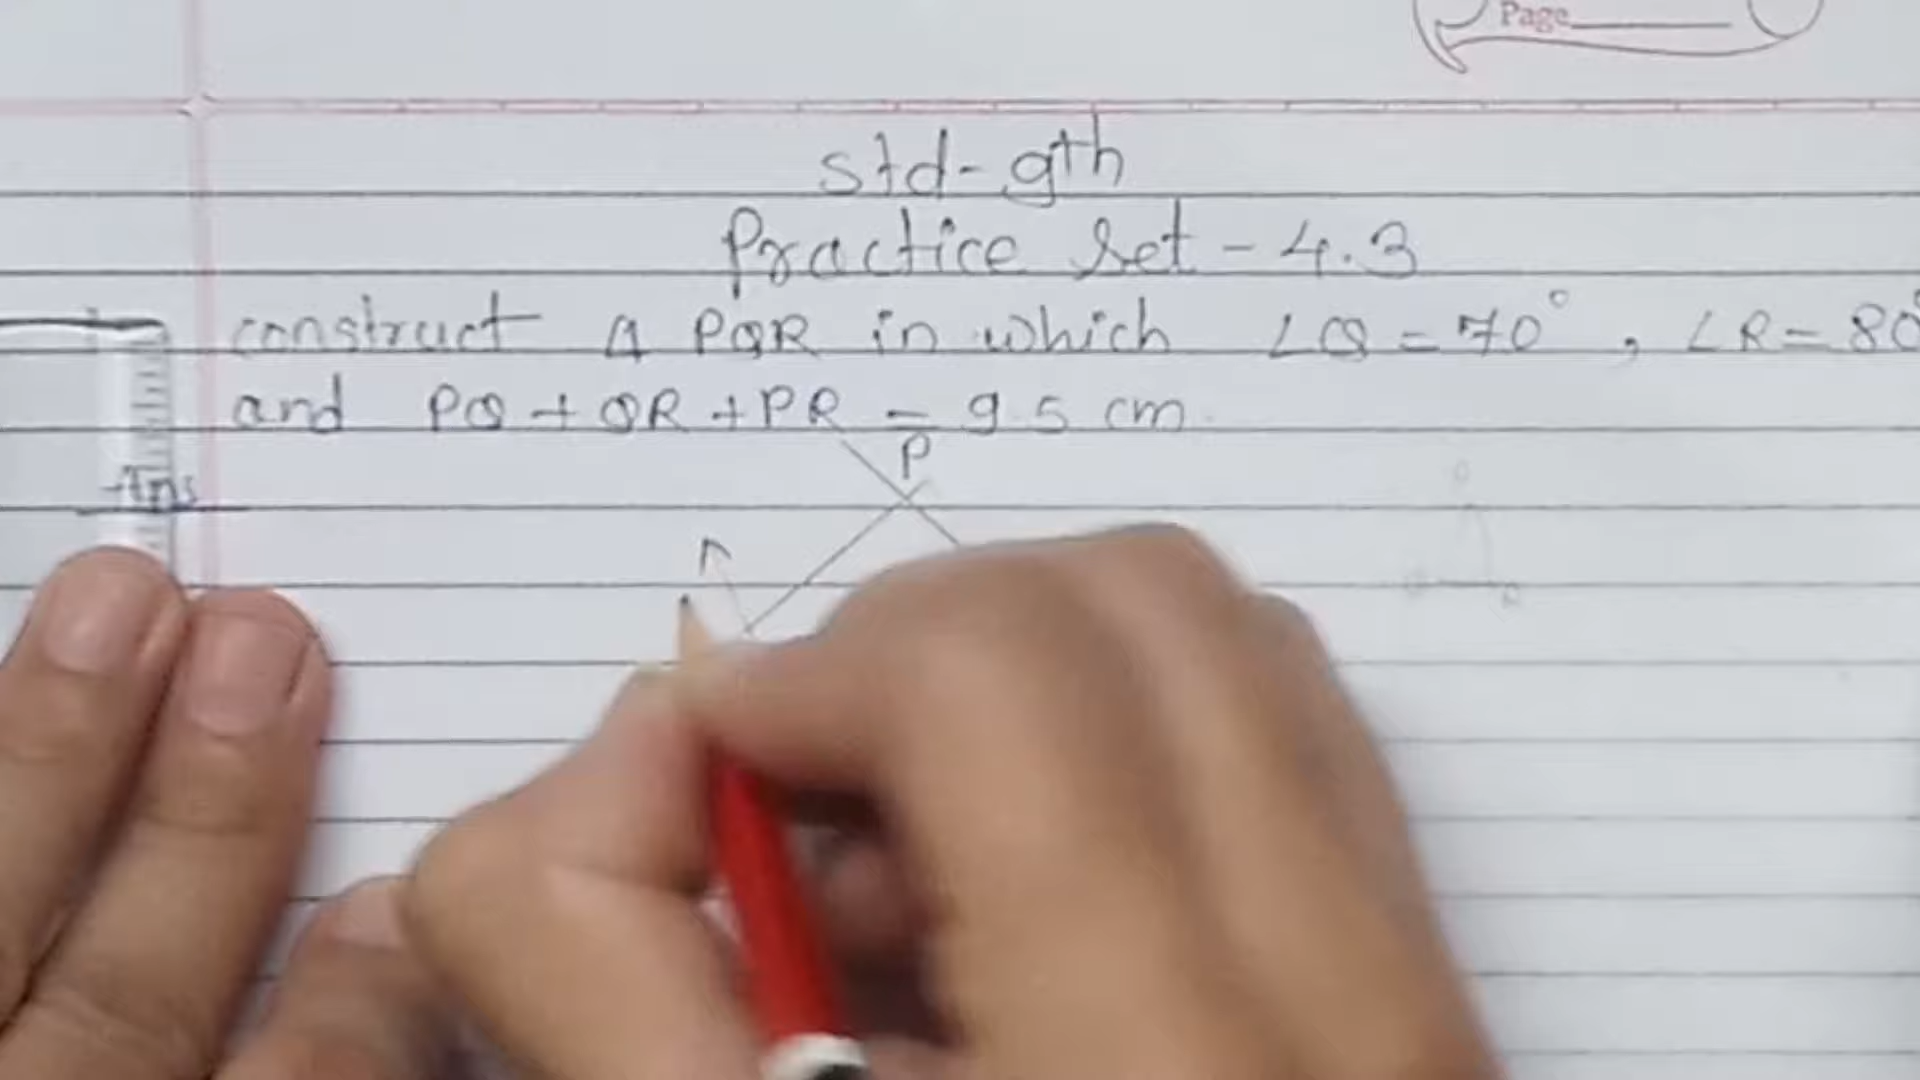 Page
std-9th
Practice set-4.3
construct Δ PQR in which ∠Q = 70°, ∠R = 80°
and PQ + QR + PR = 9.5 cm.
P
Ans